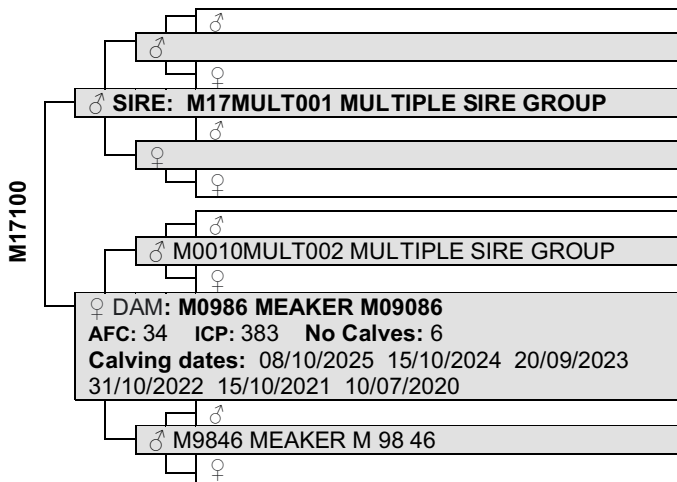 ♂
♂
♀
♂ SIRE: M17MULT001 MULTIPLE SIRE GROUP
♂
♀
♀
M17100
♂
♂ M0010MULT002 MULTIPLE SIRE GROUP
♀
♀ DAM: M0986 MEAKER M09086
AFC: 34 ICP: 383 No Calves: 6
Calving dates: 08/10/2025 15/10/2024 20/09/2023
31/10/2022 15/10/2021 10/07/2020
♂
♂ M9846 MEAKER M 98 46
♀